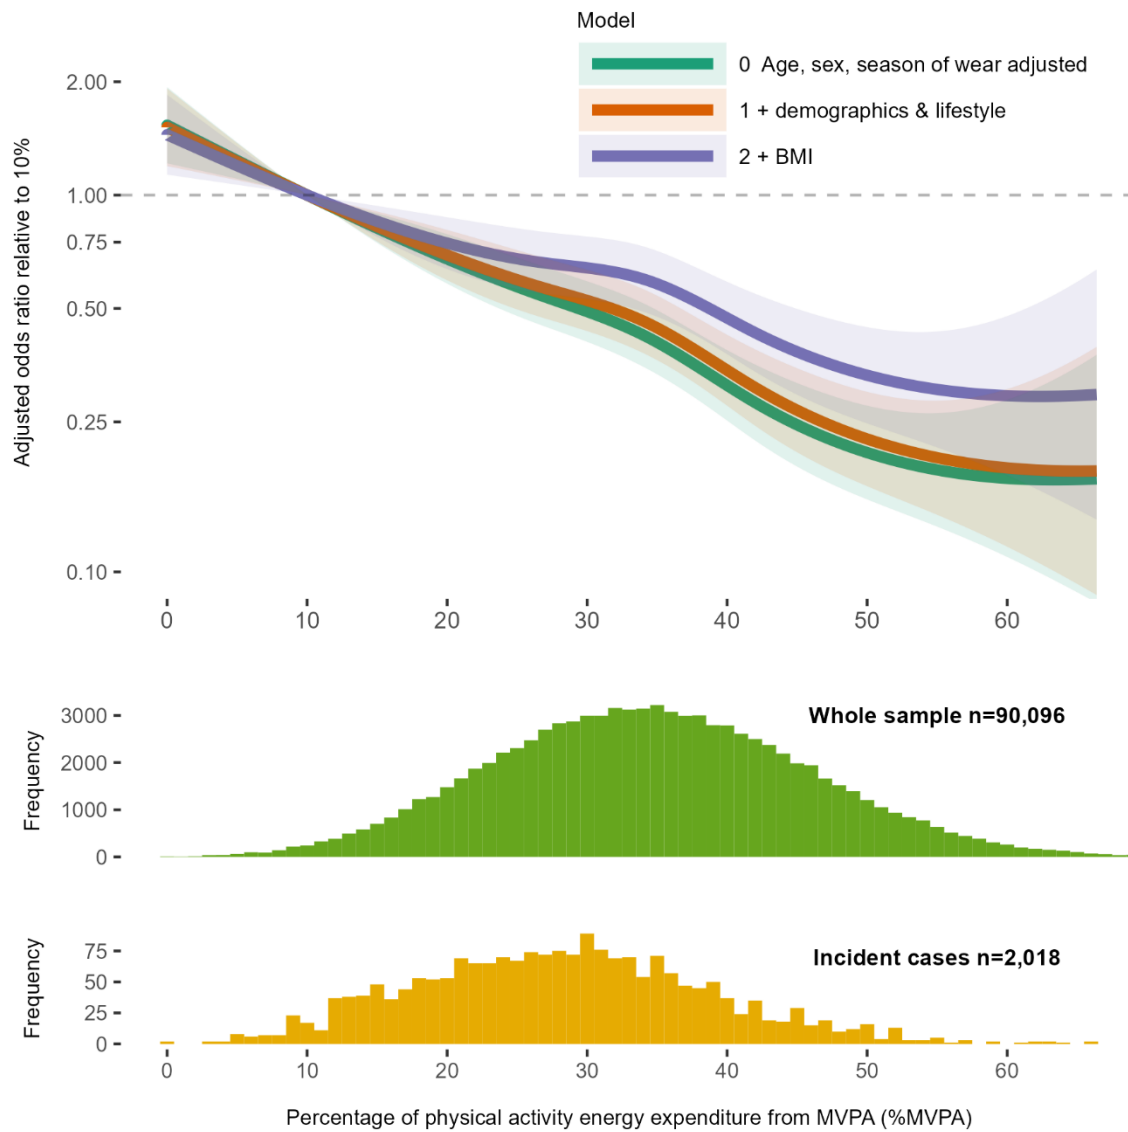 Model
0 Age, sex, season of wear adjusted
1 + demographics & lifestyle
2 + BMI
Adjusted odds ratio relative to 10%
2.00
1.00
0.75
0.50
0.25
0.10
0 10 20 30 40 50 60
Whole sample n=90,096
Frequency
3000
2000
1000
0
Incident cases n=2,018
Frequency
75
50
25
0
0 10 20 30 40 50 60
Percentage of physical activity energy expenditure from MVPA (%MVPA)